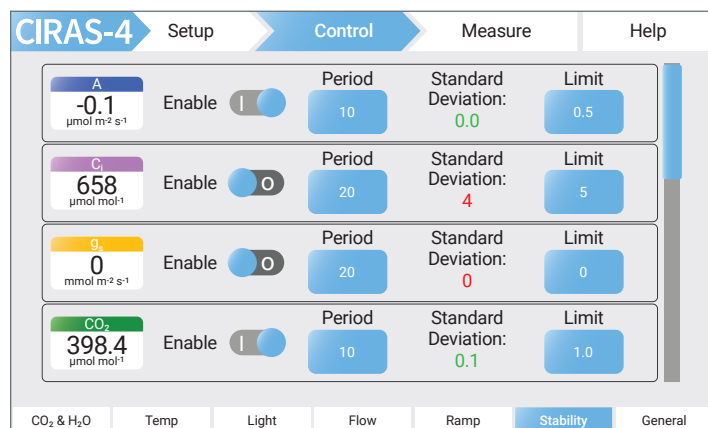 CIRAS-4 Setup Control Measure Help
A
-0.1
µmol m⁻² s⁻¹
Enable
I
Period
10
Standard
Deviation:
0.0
Limit
0.5
Cᵢ
658
µmol mol⁻¹
Enable
O
Period
20
Standard
Deviation:
4
Limit
5
gₛ
0
mmol m⁻² s⁻¹
Enable
O
Period
20
Standard
Deviation:
0
Limit
0
CO₂
398.4
µmol mol⁻¹
Enable
I
Period
10
Standard
Deviation:
0.1
Limit
1.0
CO₂ & H₂O Temp Light Flow Ramp Stability General